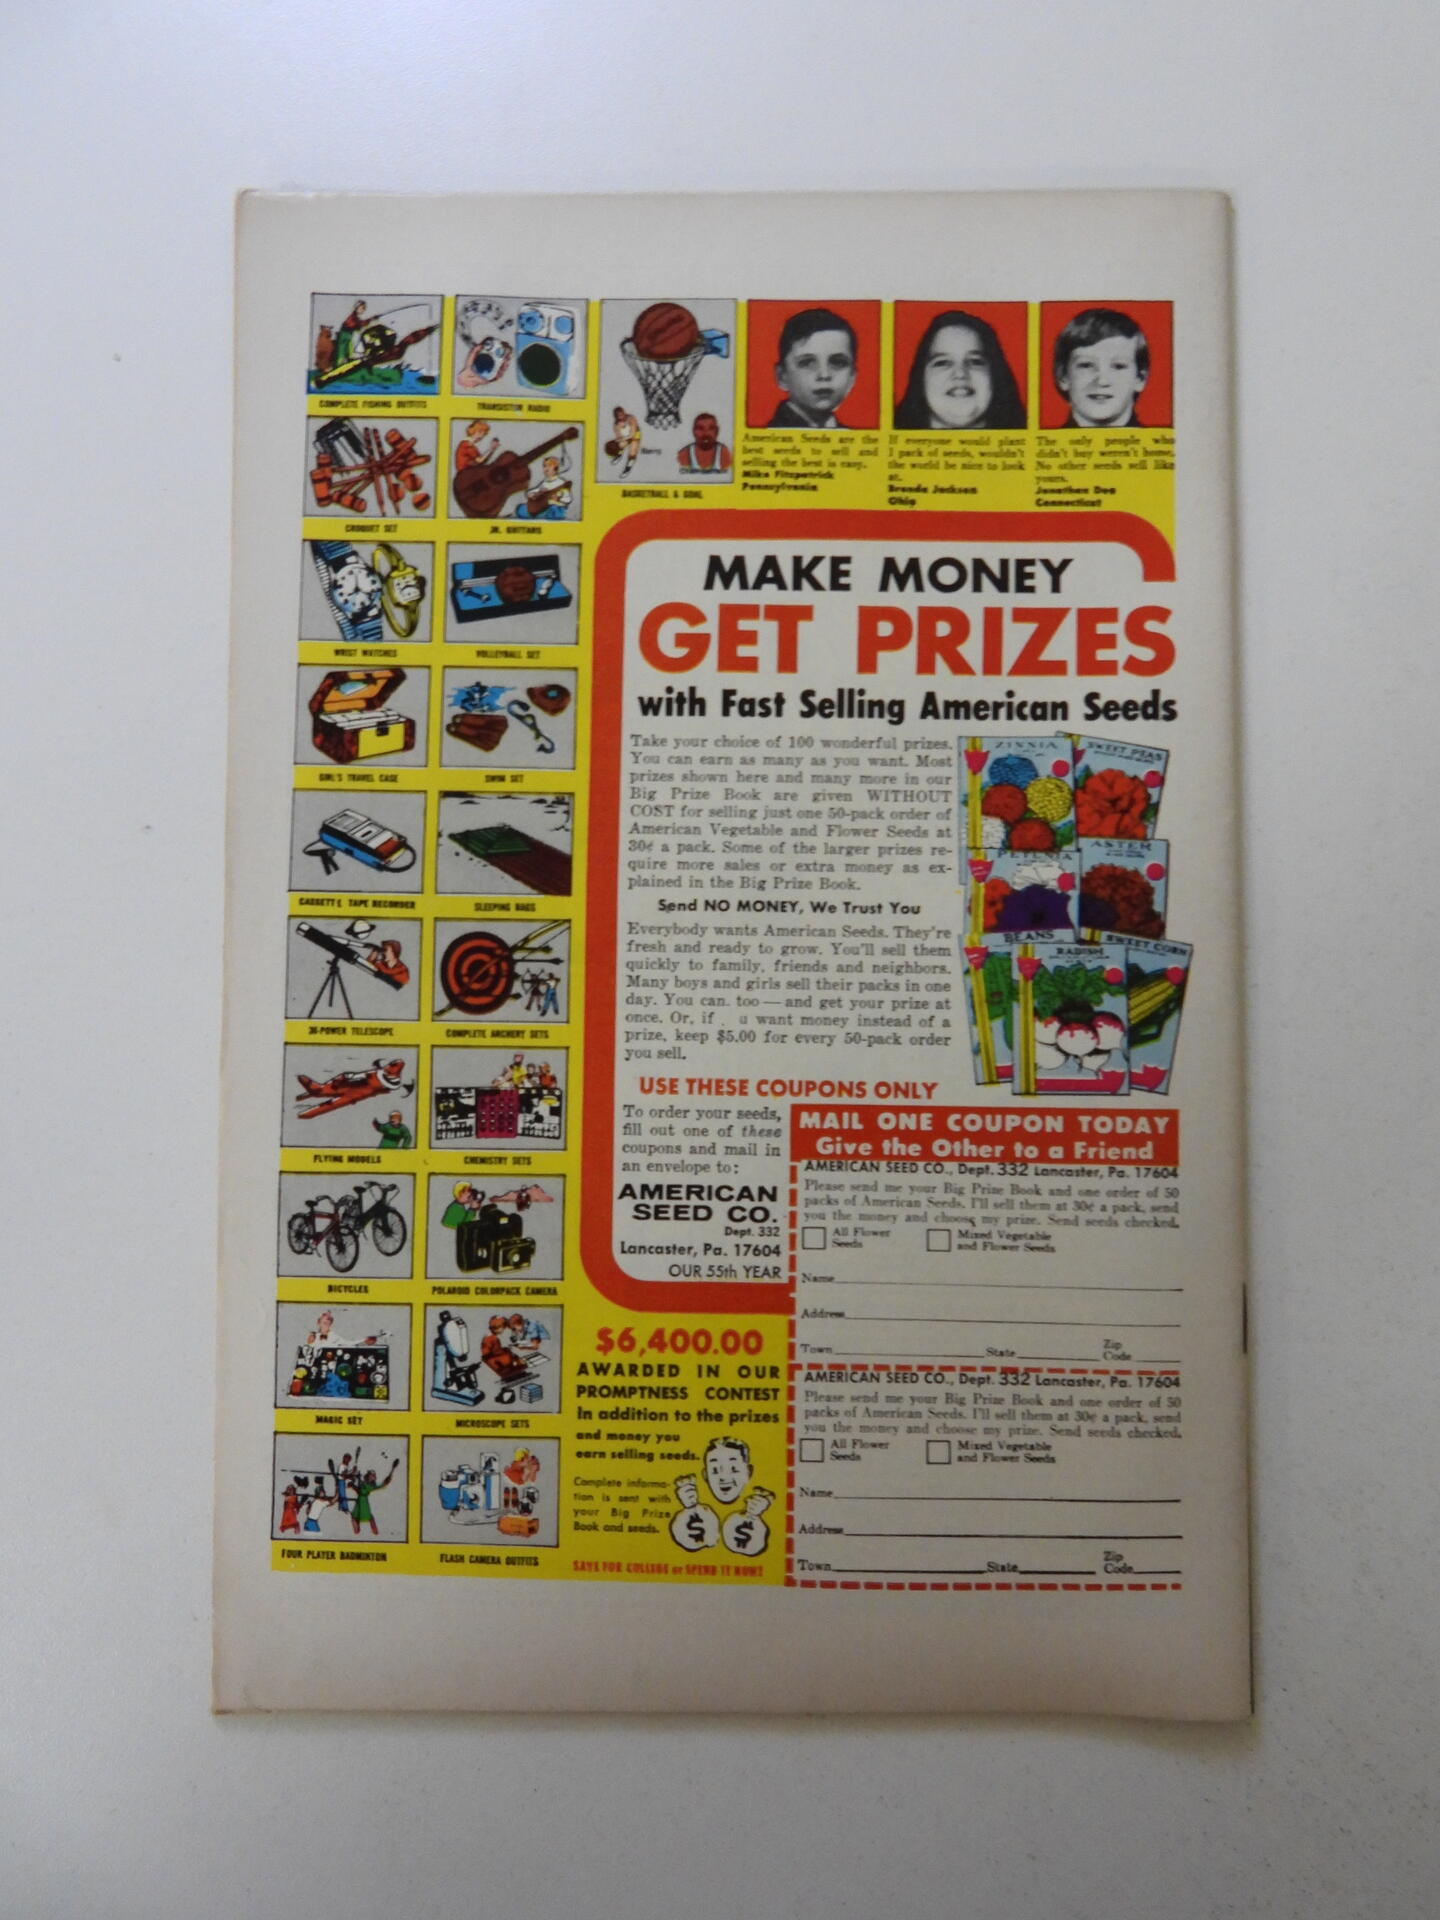 COMPLETE FISHING OUTFITS
TRANSISTOR RADIO
CROQUET SET
JR. GUITARS
WRIST WATCHES
VOLLEYBALL SET
GIRL'S TRAVEL CASE
SWIM SET
CASSETTE TAPE RECORDER
SLEEPING BAGS
30-POWER TELESCOPE
COMPLETE ARCHERY SETS
FLYING MODELS
CHEMISTRY SETS
BICYCLES
POLAROID COLORPACK CAMERA
MAGIC SET
MICROSCOPE SETS
FOUR PLAYER BADMINTON
FLASH CAMERA OUTFITS
Barry
BASKETBALL & GOAL
American Seeds are the
best seeds to sell and
selling the best is easy.
Mike Fitzpatrick
Pennsylvania
If everyone would plant
1 pack of seeds, wouldn't
the world be nice to look
at.
Brenda Jackson
Ohio
The only people who
didn't buy weren't home.
No other seeds sell like
yours.
Jonathan Dee
Connecticut
MAKE MONEY
GET PRIZES
with Fast Selling American Seeds
Take your choice of 100 wonderful prizes.
You can earn as many as you want. Most
prizes shown here and many more in our
Big Prize Book are given WITHOUT
COST for selling just one 50-pack order of
American Vegetable and Flower Seeds at
30¢ a pack. Some of the larger prizes re-
quire more sales or extra money as ex-
plained in the Big Prize Book.
Send NO MONEY, We Trust You
Everybody wants American Seeds. They're
fresh and ready to grow. You'll sell them
quickly to family, friends and neighbors.
Many boys and girls sell their packs in one
day. You can. too — and get your prize at
once. Or, if . u want money instead of a
prize, keep $5.00 for every 50-pack order
you sell.
ZINNIA
SWEET PEAS
PETUNIA
ASTER
BEANS
RADISH
SWEET CORN
USE THESE COUPONS ONLY
To order your seeds,
fill out one of these
coupons and mail in
an envelope to:
AMERICAN
SEED CO.
Dept. 332
Lancaster, Pa. 17604
OUR 55th YEAR
MAIL ONE COUPON TODAY
Give the Other to a Friend
AMERICAN SEED CO., Dept. 332 Lancaster, Pa. 17604
Please send me your Big Prize Book and one order of 50
packs of American Seeds. I'll sell them at 30¢ a pack, send
you the money and choose my prize. Send seeds checked.
All Flower
Seeds
Mixed Vegetable
and Flower Seeds
Name
Address
Town State Zip
Code
AMERICAN SEED CO., Dept. 332 Lancaster, Pa. 17604
Please send me your Big Prize Book and one order of 50
packs of American Seeds. I'll sell them at 30¢ a pack, send
you the money and choose my prize. Send seeds checked.
All Flower
Seeds
Mixed Vegetable
and Flower Seeds
Name
Address
Town State Zip
Code
$6,400.00
AWARDED IN OUR
PROMPTNESS CONTEST
In addition to the prizes
and money you
earn selling seeds.
Complete informa-
tion is sent with
your Big Prize
Book and seeds.
$ $
SAVE FOR COLLEGE or SPEND IT NOW!